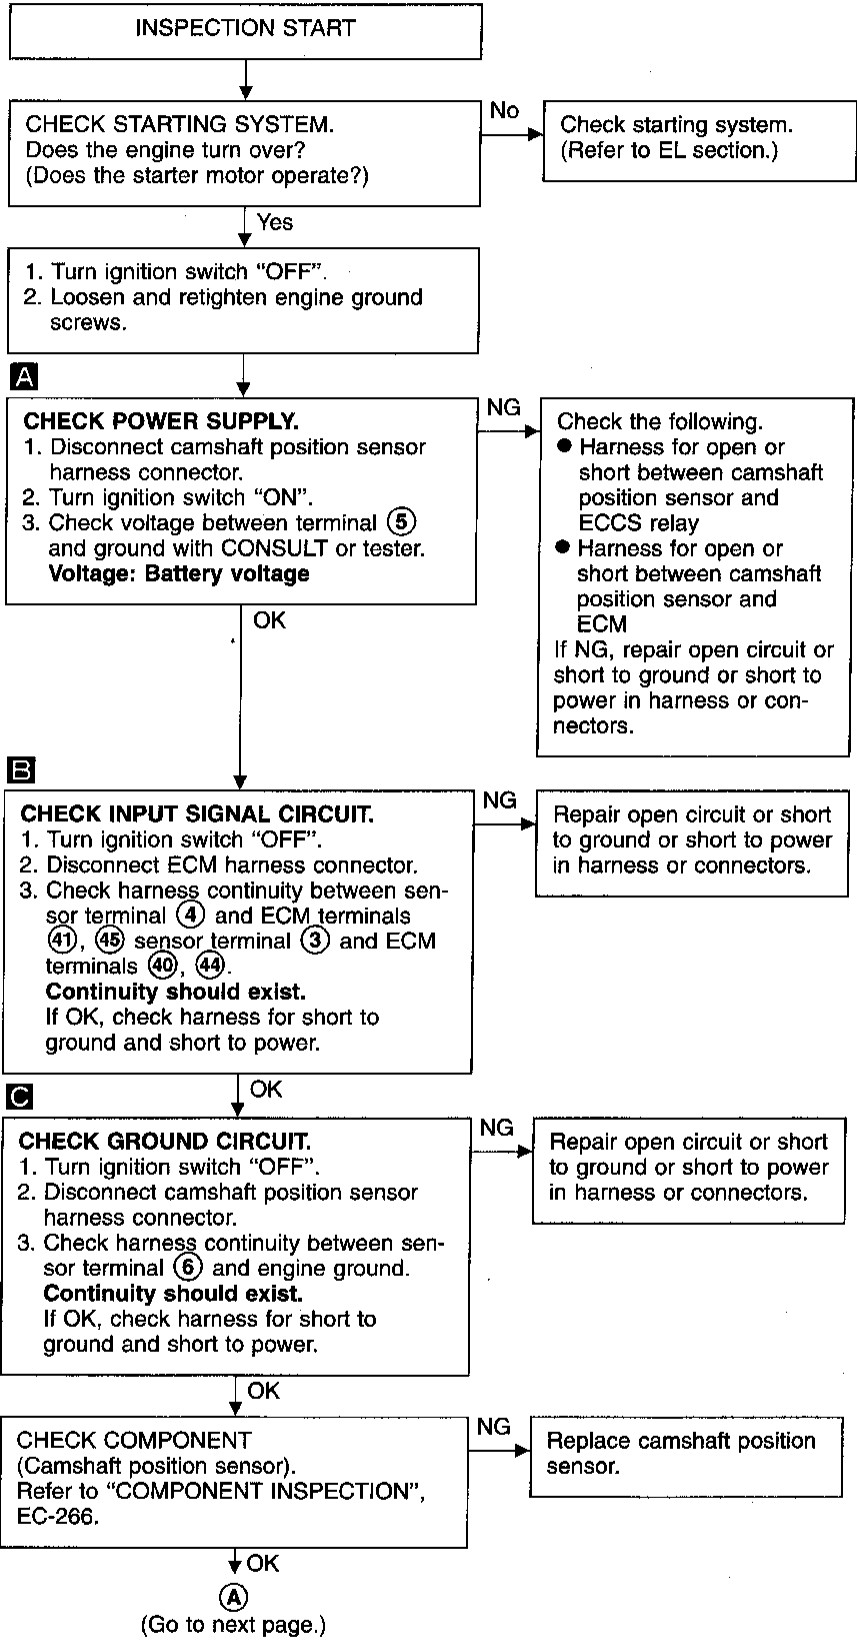 INSPECTION START
CHECK STARTING SYSTEM.
Does the engine turn over?
(Does the starter motor operate?)
No
Check starting system.
(Refer to EL section.)
Yes
1. Turn ignition switch “OFF”.
2. Loosen and retighten engine ground
screws.
A
CHECK POWER SUPPLY.
1. Disconnect camshaft position sensor
harness connector.
2. Turn ignition switch “ON”.
3. Check voltage between terminal ⑤
and ground with CONSULT or tester.
Voltage: Battery voltage
NG
Check the following.
● Harness for open or
short between camshaft
position sensor and
ECCS relay
● Harness for open or
short between camshaft
position sensor and
ECM
If NG, repair open circuit or
short to ground or short to
power in harness or con-
nectors.
OK
B
CHECK INPUT SIGNAL CIRCUIT.
1. Turn ignition switch “OFF”.
2. Disconnect ECM harness connector.
3. Check harness continuity between sen-
sor terminal ④ and ECM terminals
㊶, ㊺ sensor terminal ③ and ECM
terminals ㊵, ㊹.
Continuity should exist.
If OK, check harness for short to
ground and short to power.
NG
Repair open circuit or short
to ground or short to power
in harness or connectors.
OK
C
CHECK GROUND CIRCUIT.
1. Turn ignition switch “OFF”.
2. Disconnect camshaft position sensor
harness connector.
3. Check harness continuity between sen-
sor terminal ⑥ and engine ground.
Continuity should exist.
If OK, check harness for short to
ground and short to power.
NG
Repair open circuit or short
to ground or short to power
in harness or connectors.
OK
CHECK COMPONENT
(Camshaft position sensor).
Refer to “COMPONENT INSPECTION”,
EC-266.
NG
Replace camshaft position
sensor.
OK
Ⓐ
(Go to next page.)